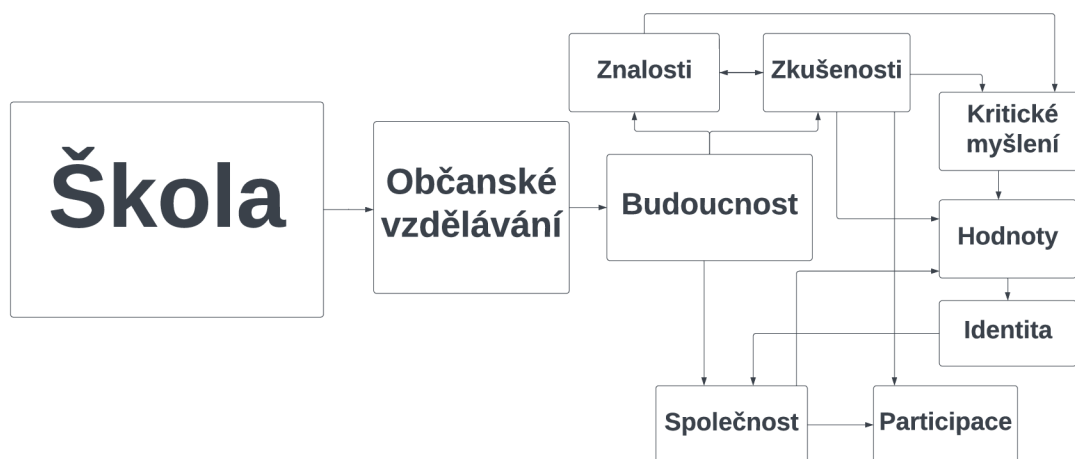 Škola
Občanské
vzdělávání
Budoucnost
Znalosti
Zkušenosti
Kritické
myšlení
Hodnoty
Identita
Společnost
Participace